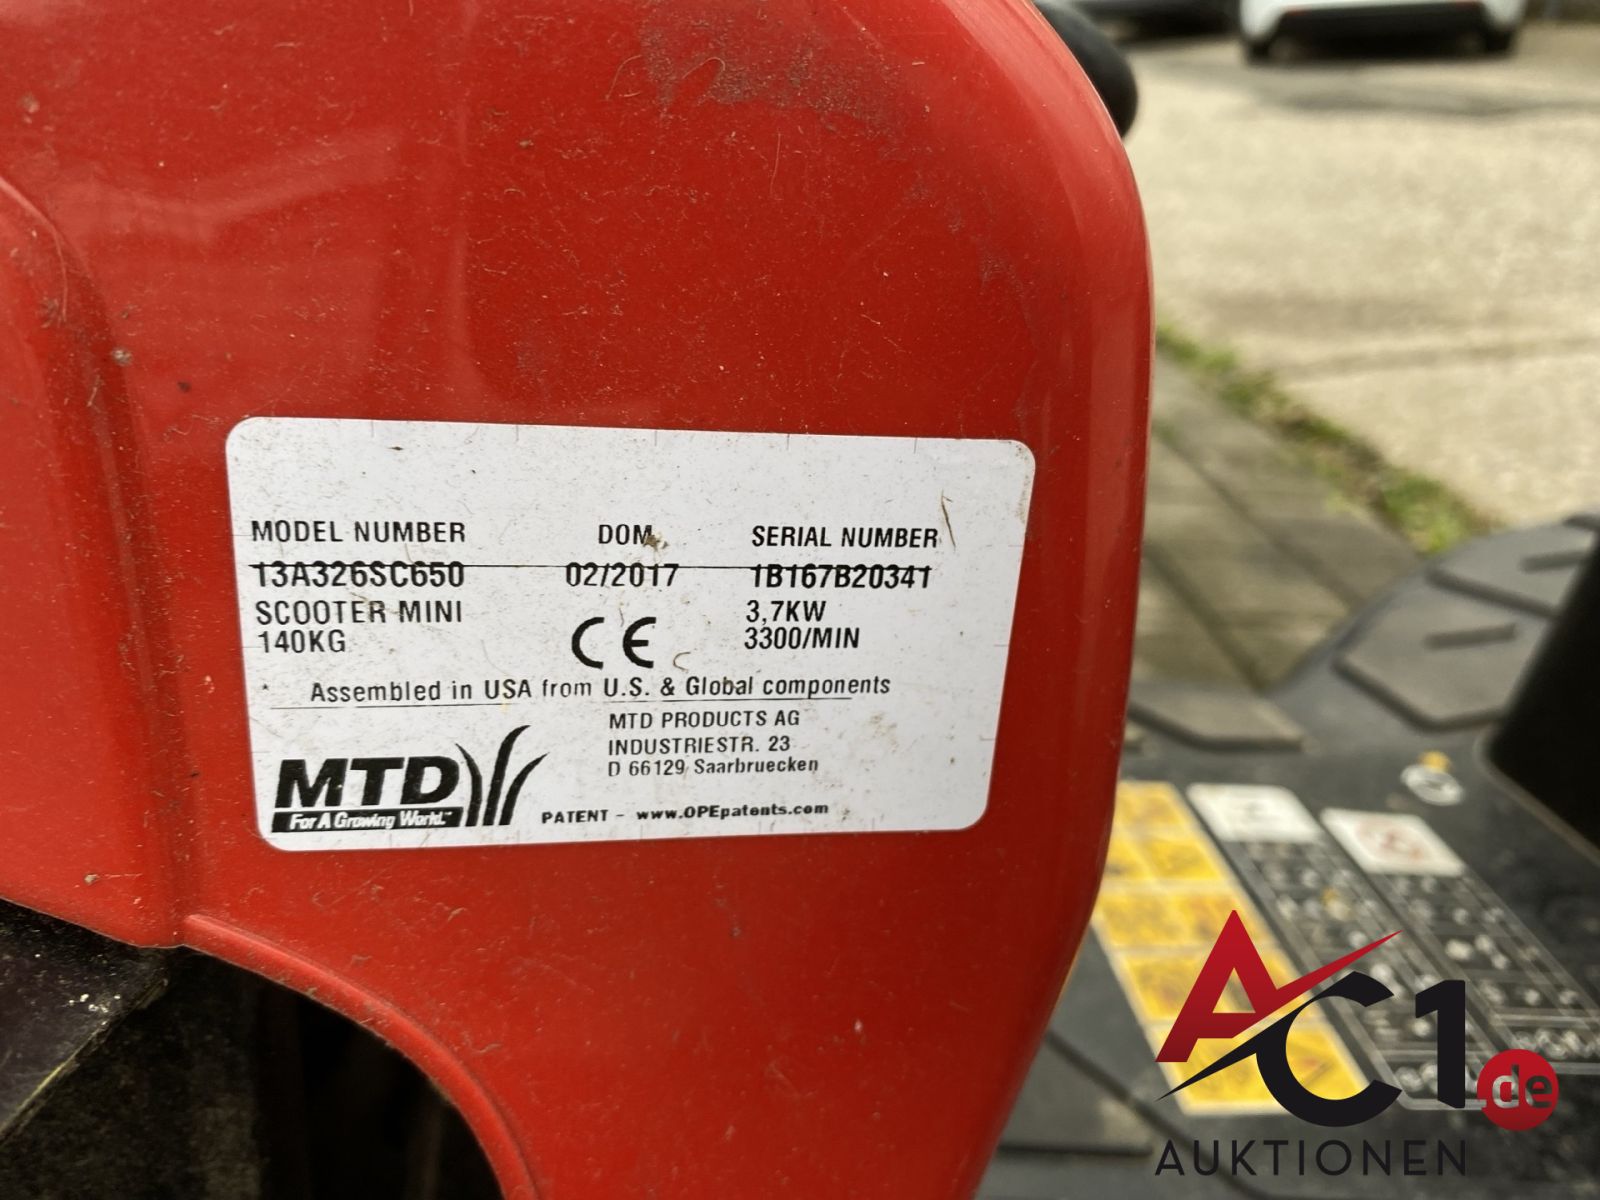 MODEL NUMBER DOM SERIAL NUMBER
13A326SC650 02/2017 1B167B20341
SCOOTER MINI 3,7KW
140KG CE 3300/MIN
Assembled in USA from U.S. & Global components
MTD PRODUCTS AG
INDUSTRIESTR. 23
D 66129 Saarbruecken
MTD
For A Growing World.™
PATENT - www.OPEpatents.com
AC1.de
AUKTIONEN